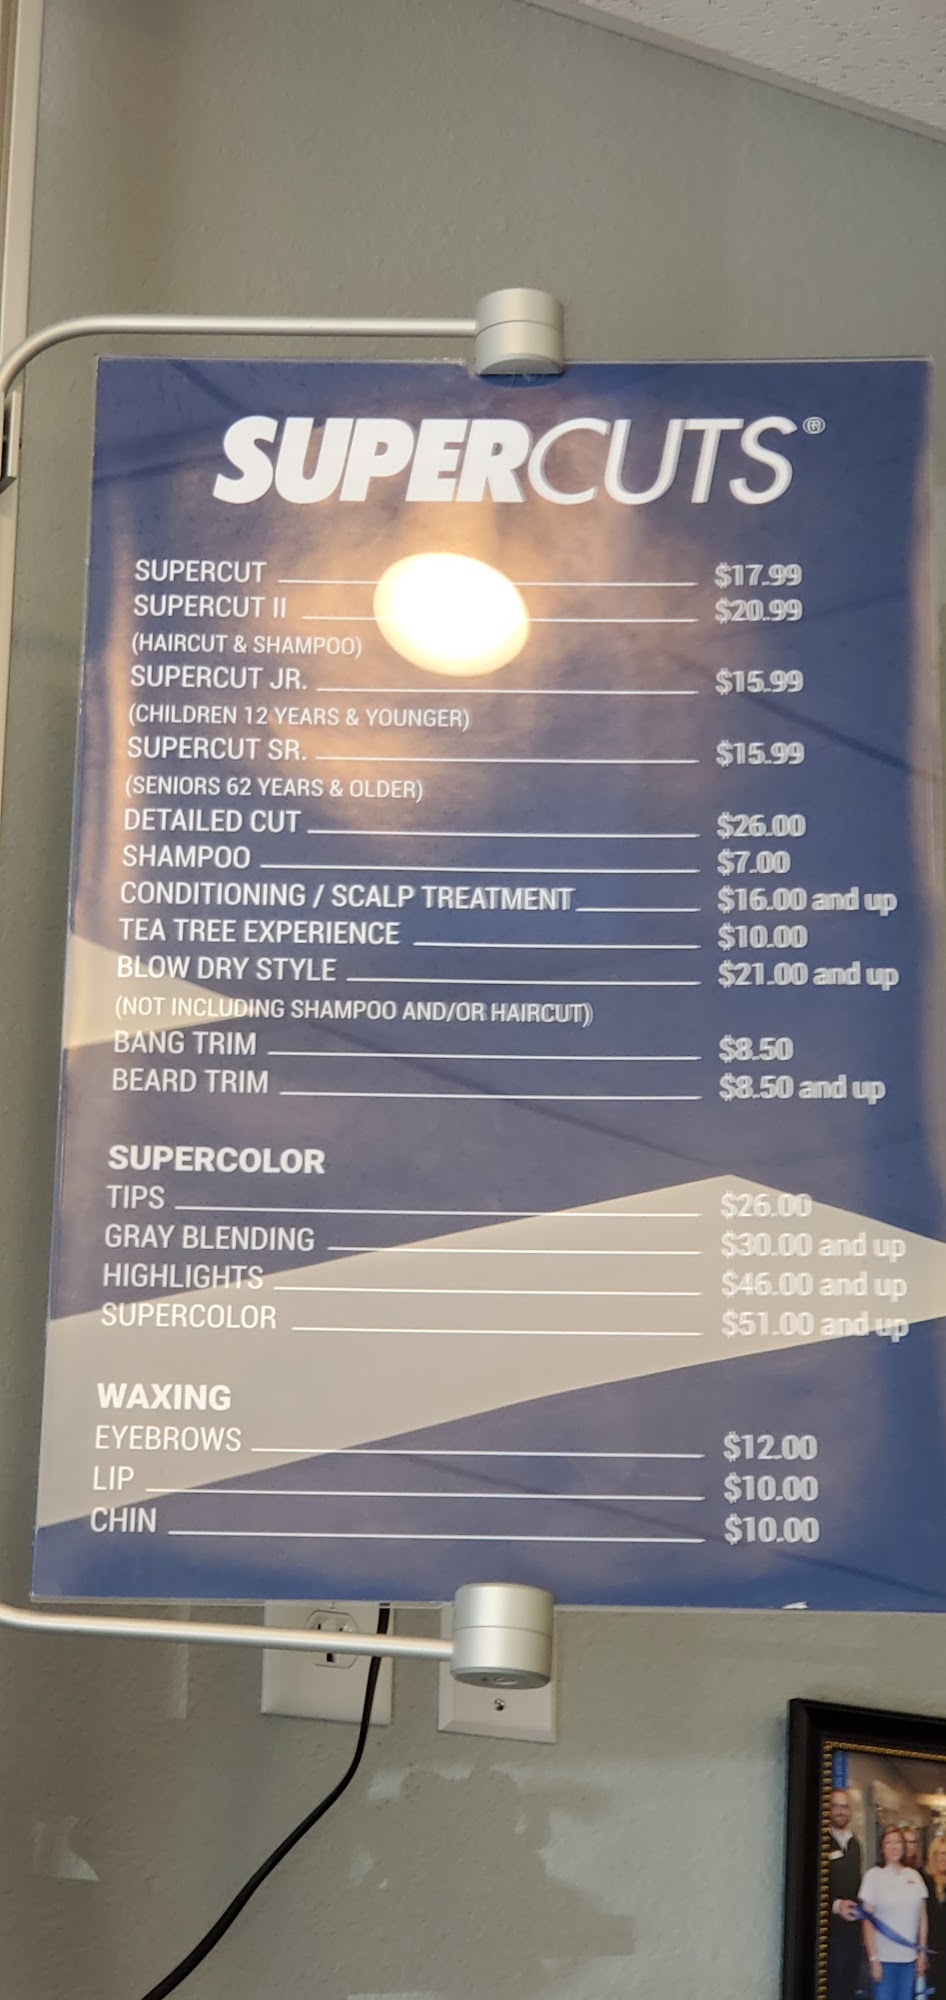 SUPERCUTS®
SUPERCUT $17.99
SUPERCUT II $20.99
(HAIRCUT & SHAMPOO)
SUPERCUT JR. $15.99
(CHILDREN 12 YEARS & YOUNGER)
SUPERCUT SR. $15.99
(SENIORS 62 YEARS & OLDER)
DETAILED CUT $26.00
SHAMPOO $7.00
CONDITIONING / SCALP TREATMENT $16.00 and up
TEA TREE EXPERIENCE $10.00
BLOW DRY STYLE $21.00 and up
(NOT INCLUDING SHAMPOO AND/OR HAIRCUT)
BANG TRIM $8.50
BEARD TRIM $8.50 and up
SUPERCOLOR
TIPS $26.00
GRAY BLENDING $30.00 and up
HIGHLIGHTS $46.00 and up
SUPERCOLOR $51.00 and up
WAXING
EYEBROWS $12.00
LIP $10.00
CHIN $10.00